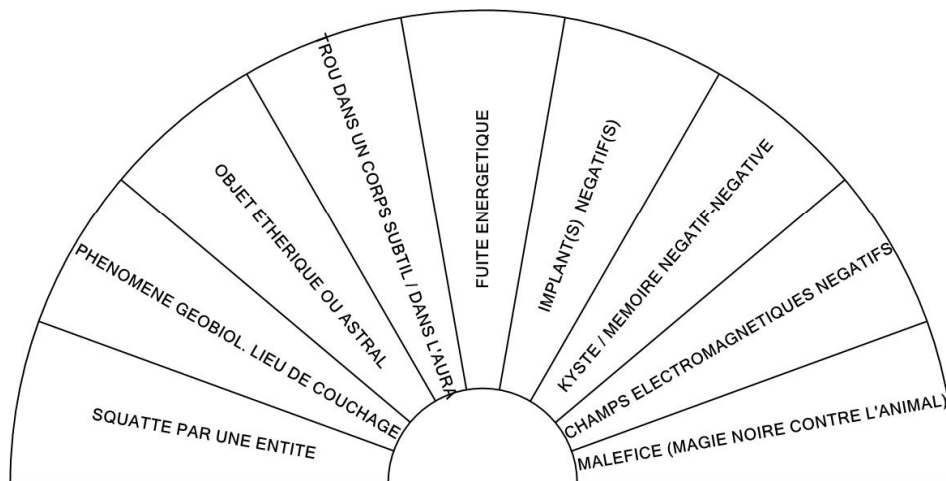 SQUATTE PAR UNE ENTITE
PHENOMENE GEOBIOL. LIEU DE COUCHAGE
OBJET ETHERIQUE OU ASTRAL
TROU DANS UN CORPS SUBTIL / DANS L'AURA
FUITE ENERGETIQUE
IMPLANT(S) NEGATIF(S)
KYSTE / MEMOIRE NEGATIF-NEGATIVE
CHAMPS ELECTROMAGNETIQUES NEGATIFS
MALEFICE (MAGIE NOIRE CONTRE L'ANIMAL)